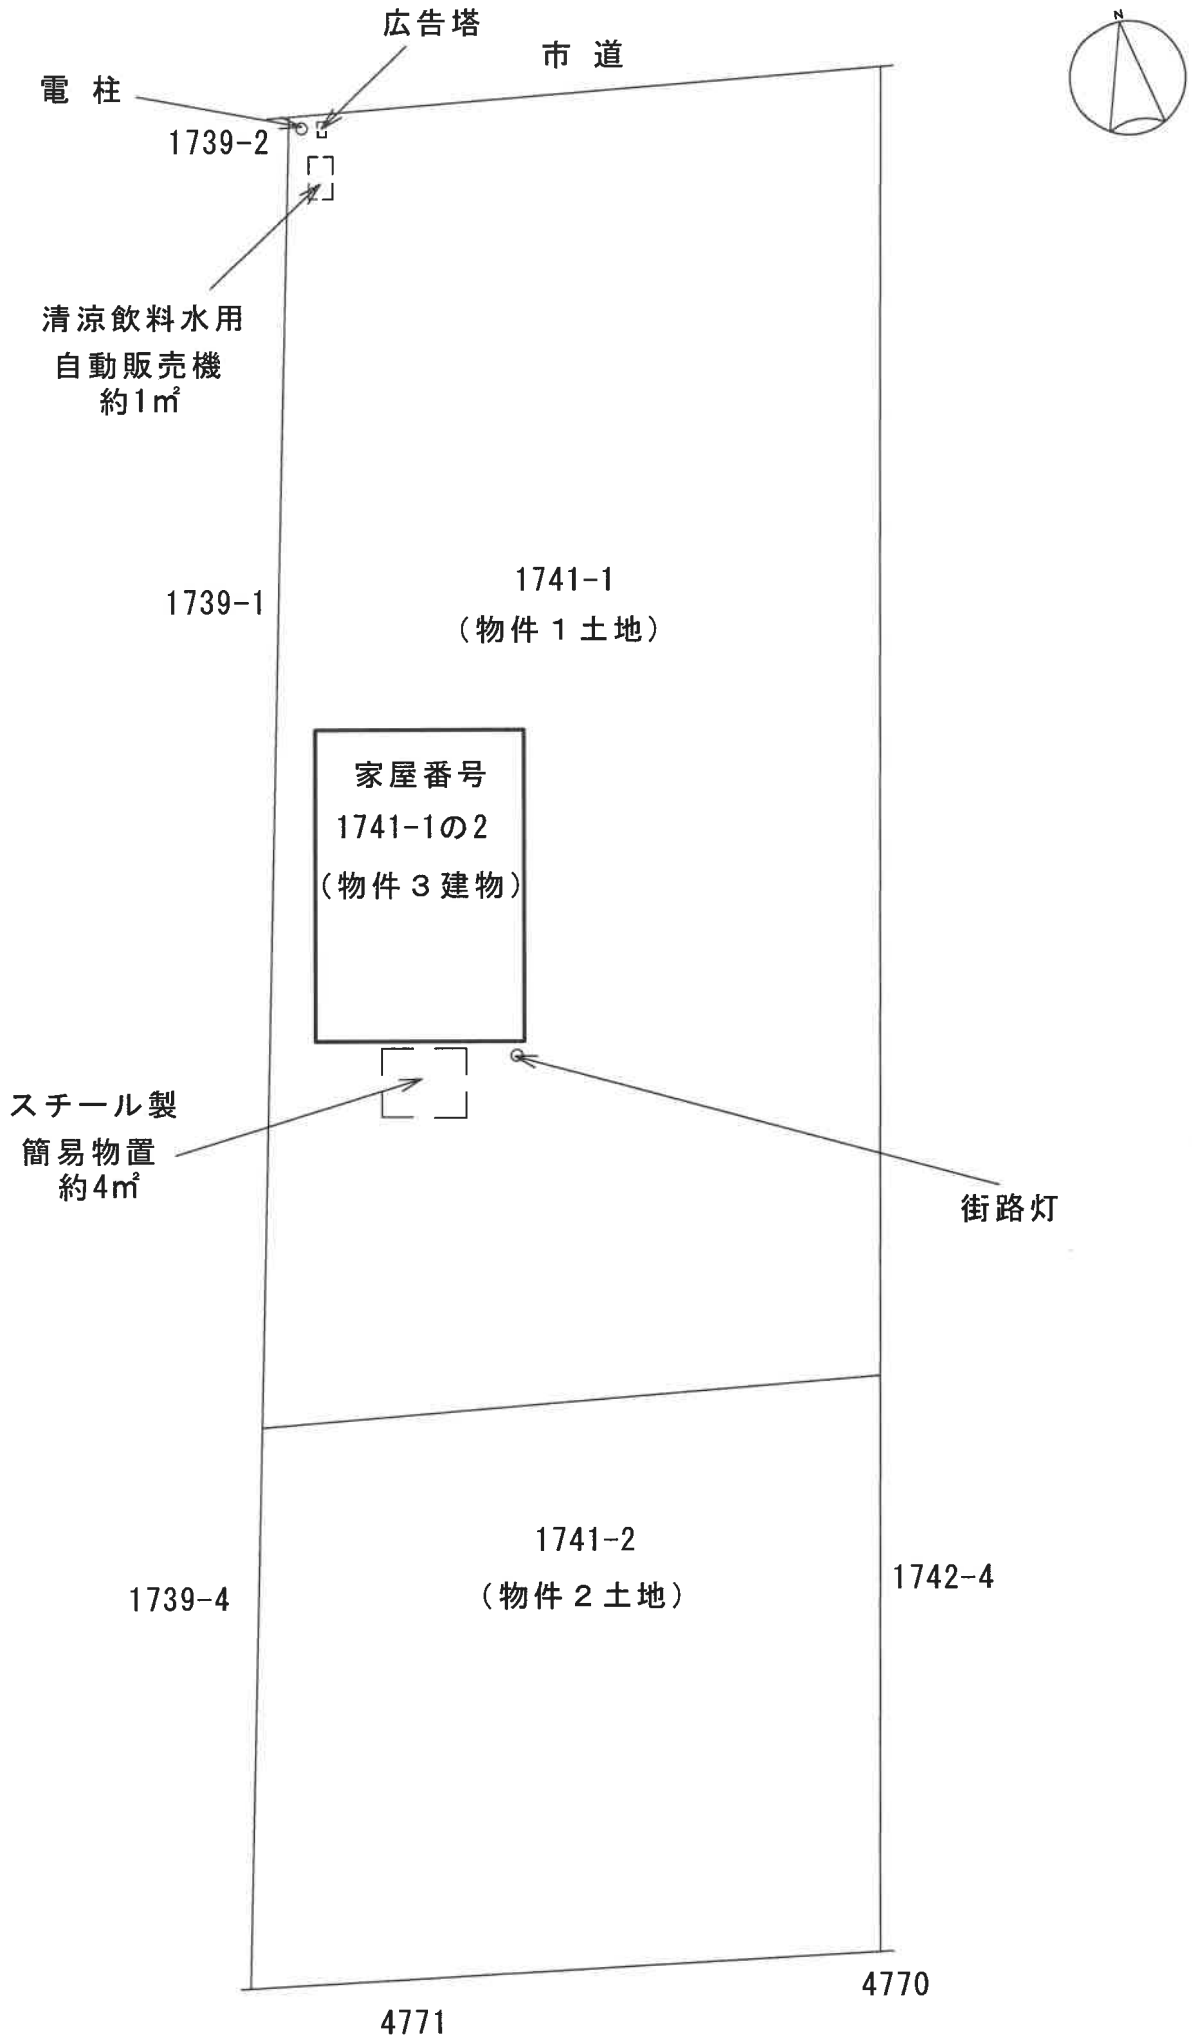 広告塔
N
市道
電柱
1739-2
清涼飲料水用
自動販売機
約1㎡
1741-1
(物件1土地)
1739-1
家屋番号
1741-1の2
(物件3建物)
スチール製
簡易物置
約4㎡
街路灯
1741-2
(物件2土地)
1742-4
1739-4
4770
4771